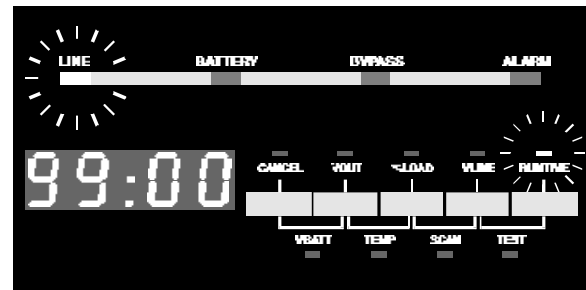 LINE BATTERY BYPASS ALARM
99:00
CANCEL VOUT %LOAD VLINE RUNTIME
VBATT TEMP SCAN TEST